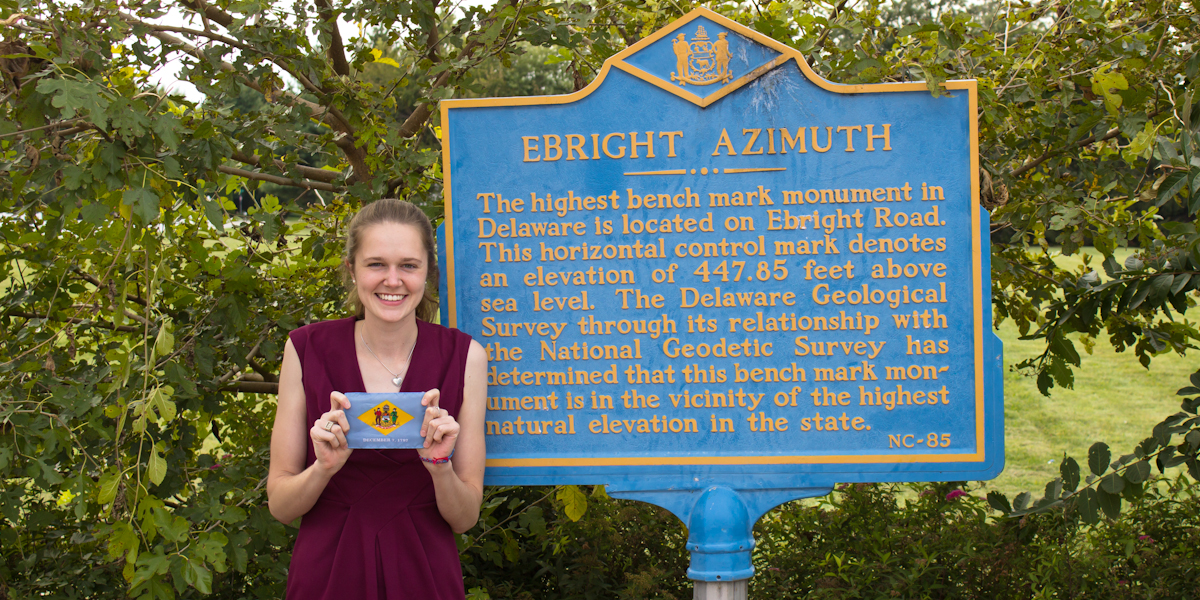 EBRIGHT AZIMUTH
The highest bench mark monument in
Delaware is located on Ebright Road.
This horizontal control mark denotes
an elevation of 447.85 feet above
sea level. The Delaware Geological
Survey through its relationship with
the National Geodetic Survey has
determined that this bench mark mon-
ument is in the vicinity of the highest
natural elevation in the state.
NC-85
DECEMBER 7, 1787